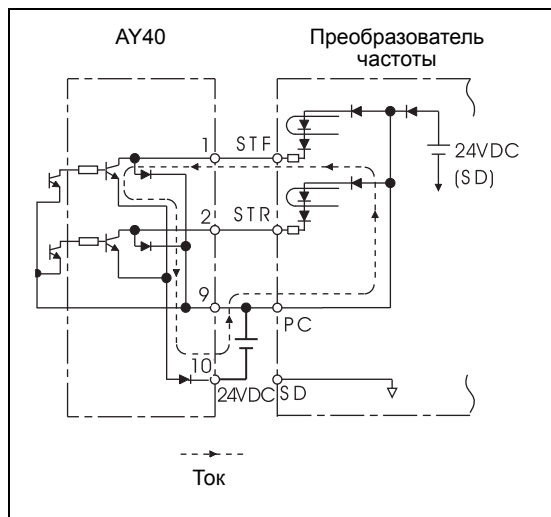 AY40
Преобразователь
частоты
1 STF
24VDC
(SD)
2 STR
9
PC
10
24VDC SD
Ток